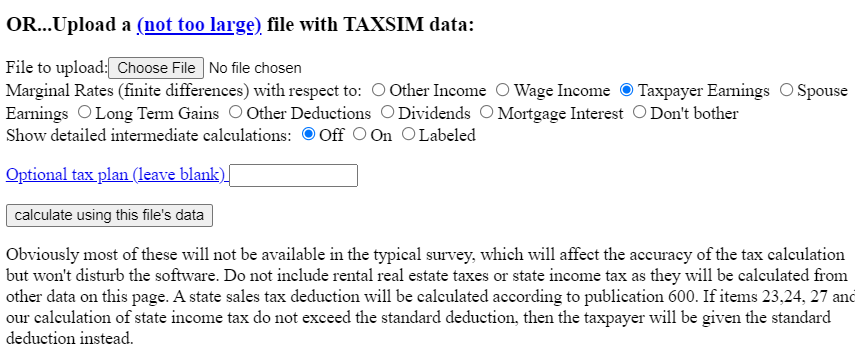 OR...Upload a (not too large) file with TAXSIM data:
File to upload: Choose File No file chosen
Marginal Rates (finite differences) with respect to: Other Income Wage Income Taxpayer Earnings Spouse
Earnings Long Term Gains Other Deductions Dividends Mortgage Interest Don't bother
Show detailed intermediate calculations: Off On Labeled
Optional tax plan (leave blank)
calculate using this file's data
Obviously most of these will not be available in the typical survey, which will affect the accuracy of the tax calculation
but won't disturb the software. Do not include rental real estate taxes or state income tax as they will be calculated from
other data on this page. A state sales tax deduction will be calculated according to publication 600. If items 23,24, 27 and
our calculation of state income tax do not exceed the standard deduction, then the taxpayer will be given the standard
deduction instead.